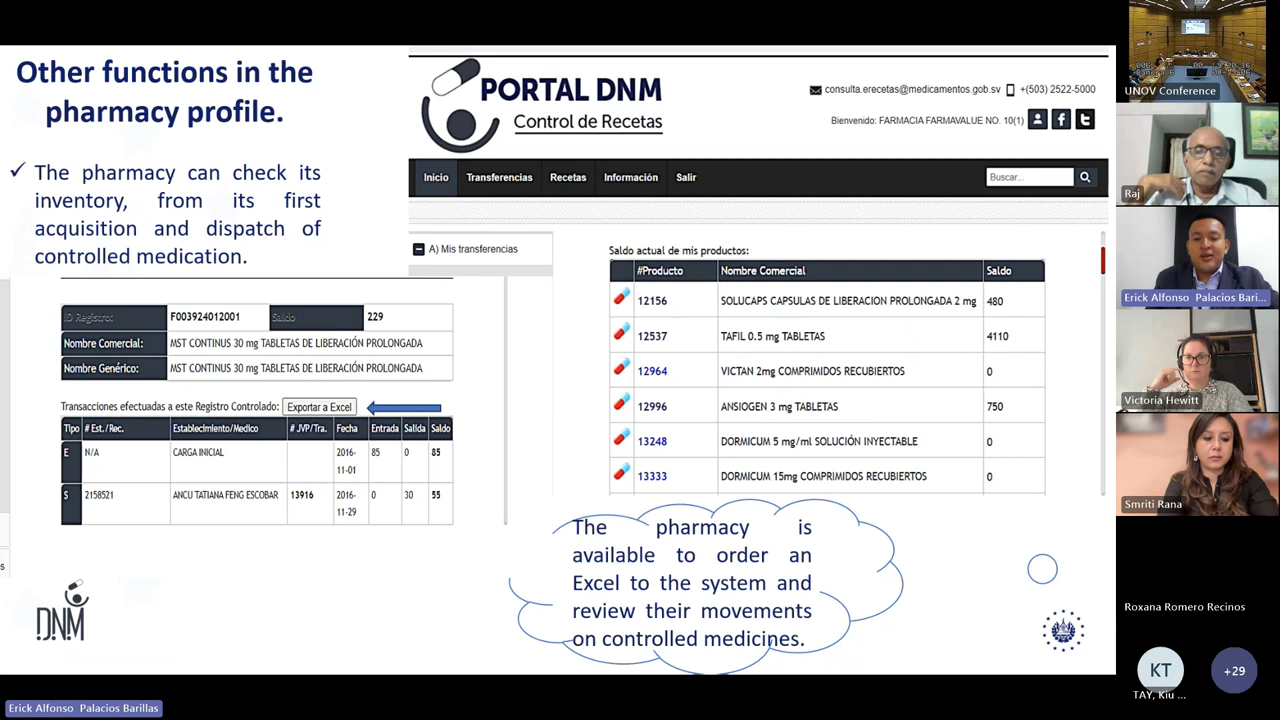 Other functions in the
pharmacy profile.
✓ The pharmacy can check its
inventory, from its first
acquisition and dispatch of
controlled medication.
PORTAL DNM
Control de Recetas
consulta.erecetas@medicamentos.gob.sv +(503) 2522-5000
Bienvenido: FARMACIA FARMAVALUE NO. 10(1)
Inicio Transferencias Recetas Información Salir Buscar...
A) Mis transferencias
Saldo actual de mis productos:
#Producto Nombre Comercial Saldo
12156 SOLUCAPS CAPSULAS DE LIBERACION PROLONGADA 2 mg 480
12537 TAFIL 0.5 mg TABLETAS 4110
12964 VICTAN 2mg COMPRIMIDOS RECUBIERTOS 0
12996 ANSIOGEN 3 mg TABLETAS 750
13248 DORMICUM 5 mg/ml SOLUCIÓN INYECTABLE 0
13333 DORMICUM 15mg COMPRIMIDOS RECUBIERTOS 0
ID Registro: F003924012001 Saldo 229
Nombre Comercial: MST CONTINUS 30 mg TABLETAS DE LIBERACIÓN PROLONGADA
Nombre Genérico: MST CONTINUS 30 mg TABLETAS DE LIBERACIÓN PROLONGADA
Transacciones efectuadas a este Registro Controlado: Exportar a Excel
Tipo # Est./Rec. Establecimiento/Medico # JVP/Tra. Fecha Entrada Salida Saldo
E N/A CARGA INICIAL 2016-11-01 85 0 85
S 2158521 ANCU TATIANA FENG ESCOBAR 13916 2016-11-29 0 30 55
The pharmacy is
available to order an
Excel to the system and
review their movements
on controlled medicines.
DNM
UNOV Conference
Raj
Erick Alfonso Palacios Bari...
Victoria Hewitt
Smriti Rana
Roxana Romero Recinos
KT
TAY, Kiu ...
+29
Erick Alfonso Palacios Barillas